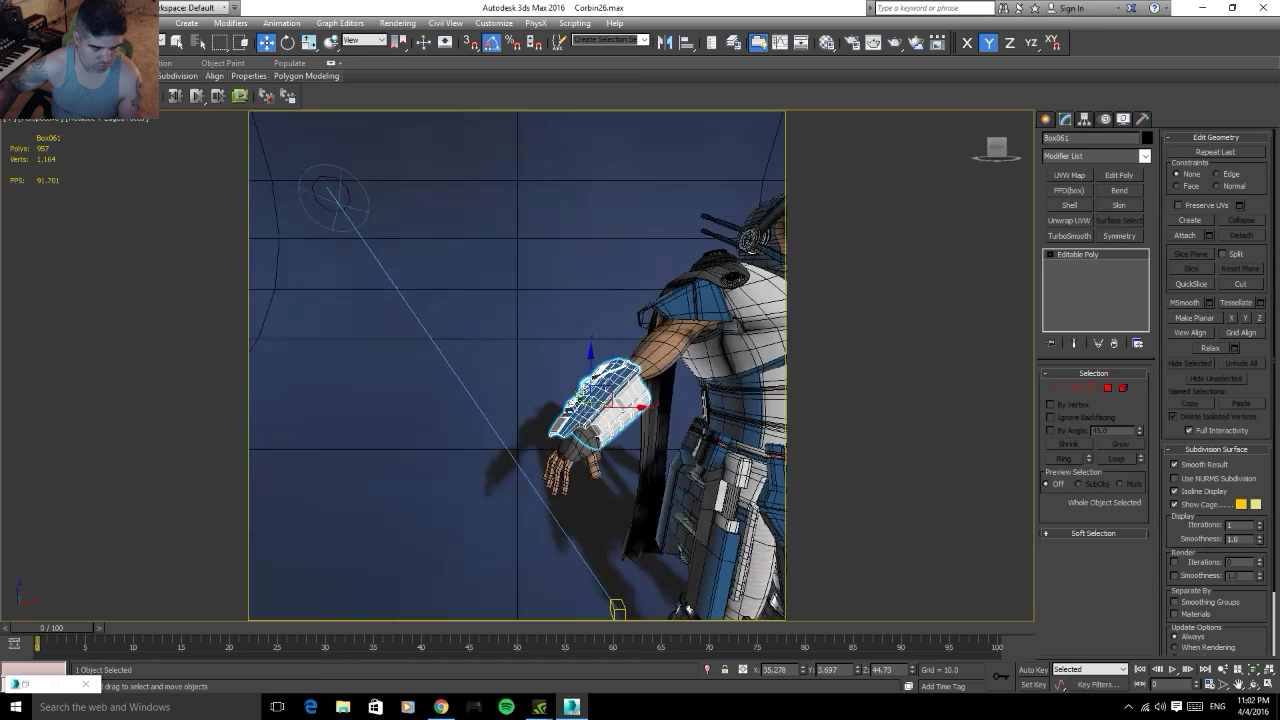 Workspace: Default
Autodesk 3ds Max 2016 Corbin26.max
Type a keyword or phrase
Sign In
Create Modifiers Animation Graph Editors Rendering Civil View Customize PhysX Scripting Help
View
X Y Z XY
Object Paint Populate
Subdivision Align Properties Polygon Modeling
Box061
Polys: 957
Verts: 1,164
FPS: 91.701
Box061
Modifier List
UVW Map Edit Poly
FFD(box) Bend
Shell Skin
Unwrap UVW Surface Select
TurboSmooth Symmetry
Editable Poly
Selection
By Vertex
Ignore Backfacing
By Angle: 45.0
Shrink Grow
Ring Loop
Preview Selection
Off SubObj Multi
Whole Object Selected
Soft Selection
Edit Geometry
Repeat Last
Constraints
None Edge
Face Normal
Preserve UVs
Create Collapse
Attach Detach
Slice Plane Split
Slice Reset Plane
QuickSlice Cut
MSmooth Tessellate
Make Planar X Y Z
View Align Grid Align
Relax
Hide Selected Unhide All
Hide Unselected
Named Selections:
Copy Paste
Delete Isolated Vertices
Full Interactivity
Subdivision Surface
Smooth Result
Use NURMS Subdivision
Isoline Display
Show Cage......
Display
Iterations: 1
Smoothness: 1.0
Render
Iterations: 0
Smoothness: 1.0
Separate By
Smoothing Groups
Materials
Update Options
Always
When Rendering
0 / 100
0 5 10 15 20 25 30 35 40 45 50 55 60 65 70 75 80 85 90 95 100
1 Object Selected
X: 35.278 Y: 3.697 Z: 44.73 Grid = 10.0
Auto Key Selected
drag to select and move objects
Add Time Tag
Set Key Key Filters... 0
Search the web and Windows
11:02 PM
4/4/2016